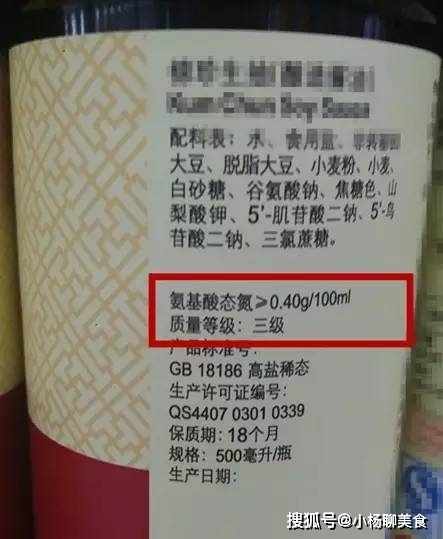 配料表：水、食用盐、非转基因
大豆、脱脂大豆、小麦粉、小麦、
白砂糖、谷氨酸钠、焦糖色、山
梨酸钾、5'-肌苷酸二钠、5'-鸟
苷酸二钠、三氯蔗糖。
氨基酸态氮≥0.40g/100ml
质量等级：三级
产品标准号：
GB 18186 高盐稀态
生产许可证编号：
QS4407 0301 0339
保质期：18个月
规格：500毫升/瓶
生产日期：
搜狐号@小杨聊美食